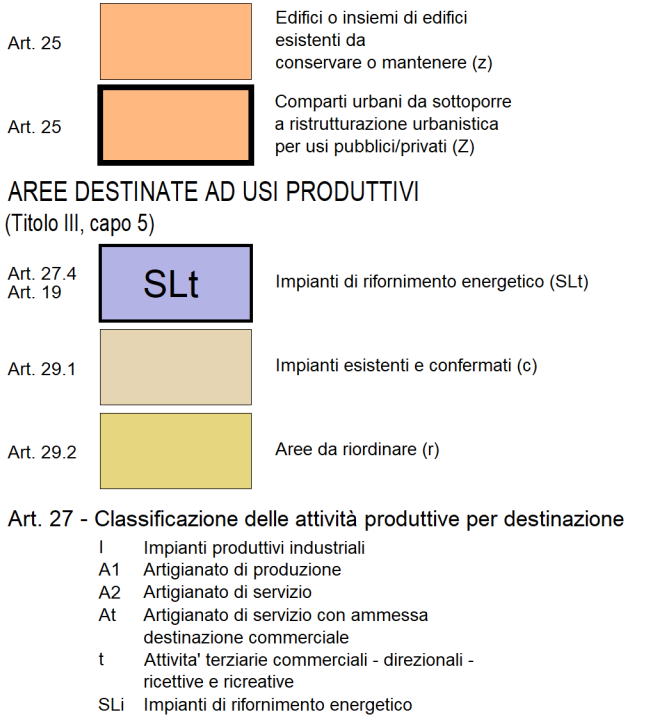 Art. 25
Edifici o insiemi di edifici
esistenti da
conservare o mantenere (z)
Art. 25
Comparti urbani da sottoporre
a ristrutturazione urbanistica
per usi pubblici/privati (Z)
AREE DESTINATE AD USI PRODUTTIVI
(Titolo III, capo 5)
Art. 27.4
Art. 19
SLt
Impianti di rifornimento energetico (SLt)
Art. 29.1
Impianti esistenti e confermati (c)
Art. 29.2
Aree da riordinare (r)
Art. 27 - Classificazione delle attività produttive per destinazione
I Impianti produttivi industriali
A1 Artigianato di produzione
A2 Artigianato di servizio
At Artigianato di servizio con ammessa
destinazione commerciale
t Attivita' terziarie commerciali - direzionali -
ricettive e ricreative
SLi Impianti di rifornimento energetico